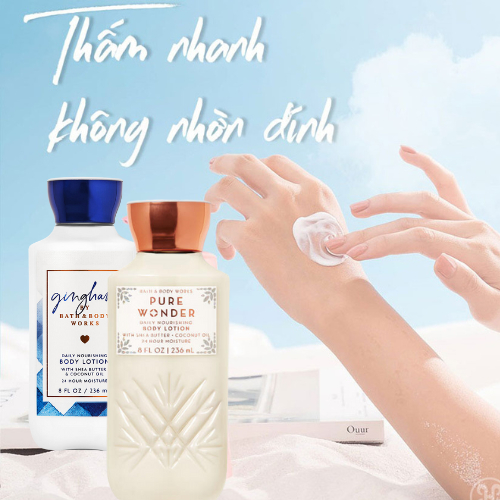 Thấm nhanh
không nhờn dính
gingham
BY
BATH & BODY
WORKS
DAILY NOURISHING
BODY LOTION
WITH SHEA BUTTER
& COCONUT OIL
24 HOUR MOISTURE
8 FL OZ / 236 mL
BATH & BODY WORKS
PURE
WONDER
DAILY NOURISHING
BODY LOTION
WITH SHEA BUTTER + COCONUT OIL
24 HOUR MOISTURE
8 FL OZ | 236 mL
Ouur